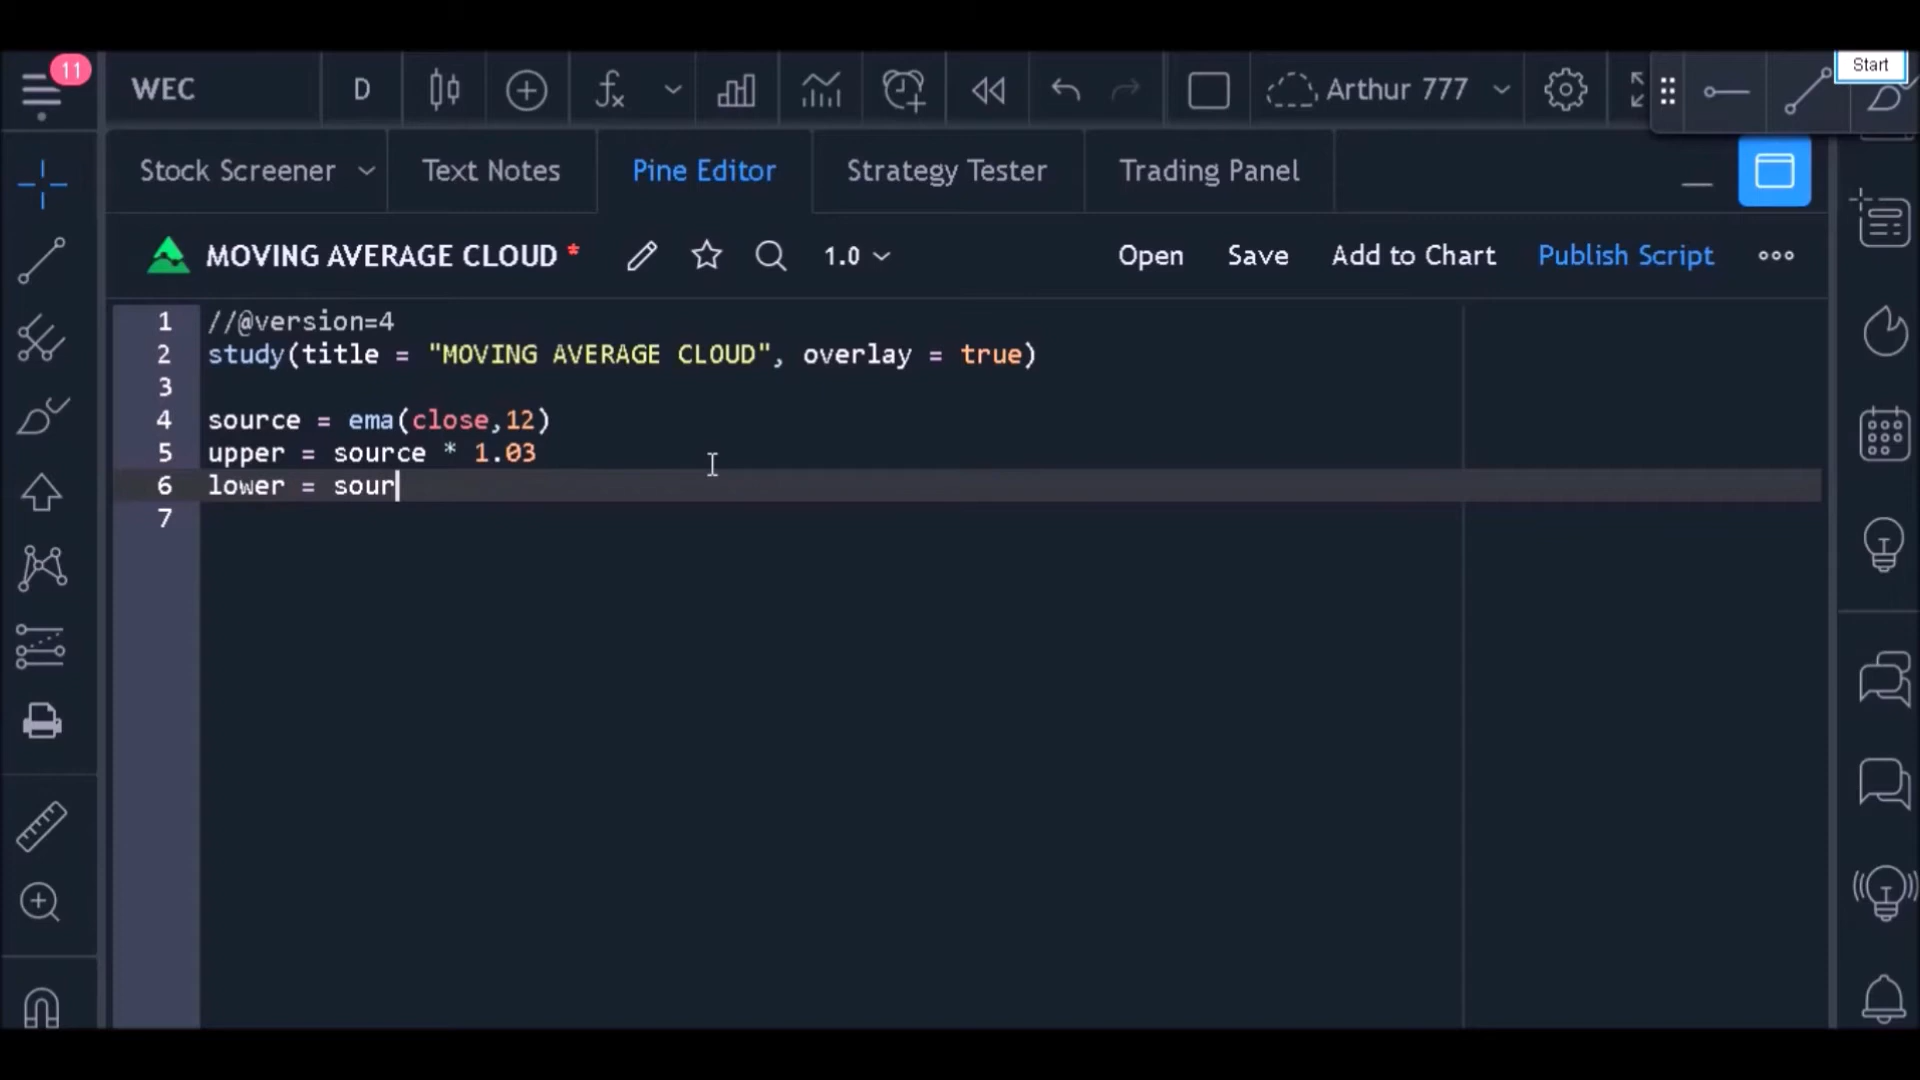 11
WEC D Arthur 777 Start
Stock Screener Text Notes Pine Editor Strategy Tester Trading Panel
MOVING AVERAGE CLOUD * 1.0 Open Save Add to Chart Publish Script
1 //@version=4
2 study(title = "MOVING AVERAGE CLOUD", overlay = true)
3
4 source = ema(close,12)
5 upper = source * 1.03
6 lower = sour
7